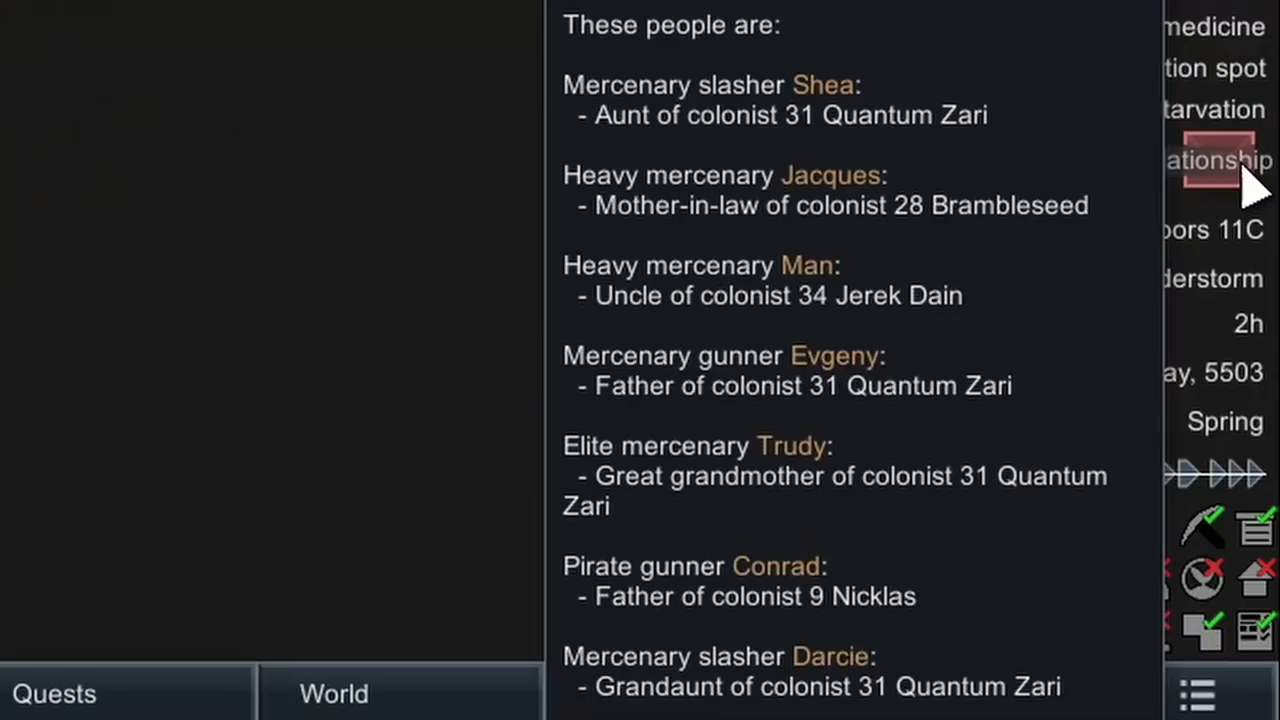 These people are:
Mercenary slasher Shea:
- Aunt of colonist 31 Quantum Zari
Heavy mercenary Jacques:
- Mother-in-law of colonist 28 Brambleseed
Heavy mercenary Man:
- Uncle of colonist 34 Jerek Dain
Mercenary gunner Evgeny:
- Father of colonist 31 Quantum Zari
Elite mercenary Trudy:
- Great grandmother of colonist 31 Quantum
Zari
Pirate gunner Conrad:
- Father of colonist 9 Nicklas
Mercenary slasher Darcie:
- Grandaunt of colonist 31 Quantum Zari
medicine
tion spot
tarvation
ationship
oors 11C
derstorm
2h
ay, 5503
Spring
Quests
World